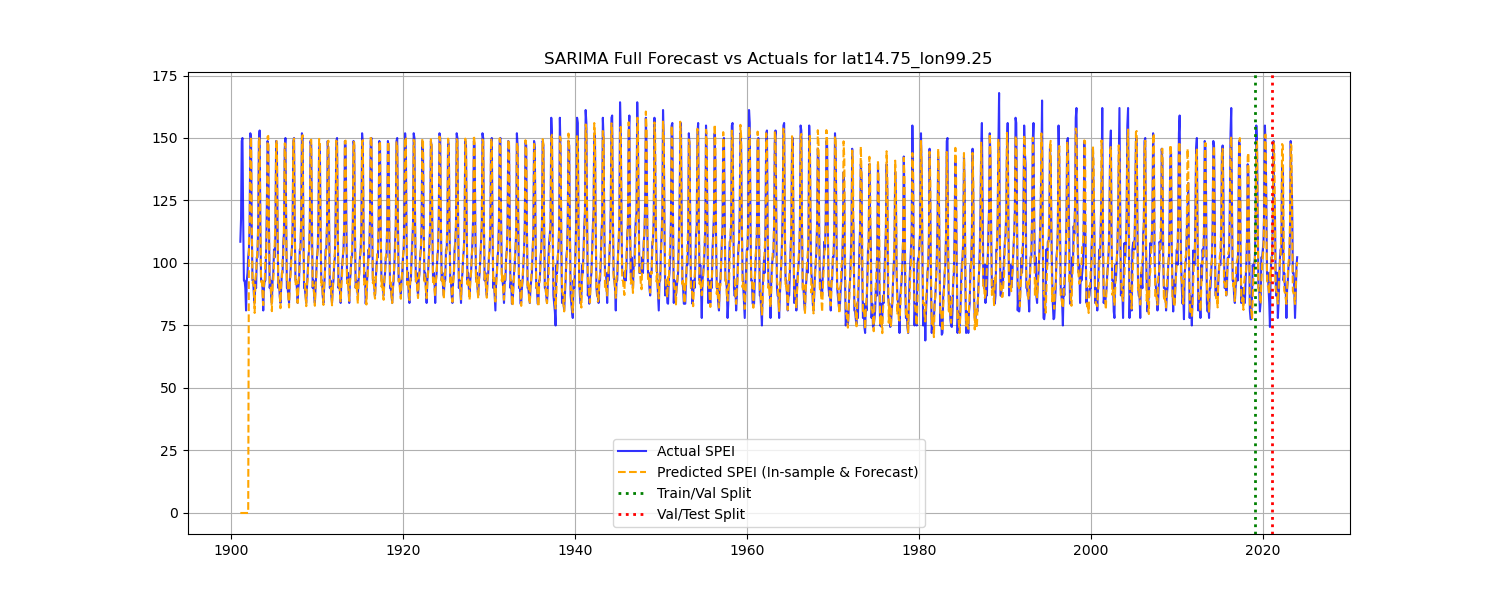 SARIMA Full Forecast vs Actuals for lat14.75_lon99.25
175
150
125
100
75
50
25
0
Actual SPEI
Predicted SPEI (In-sample & Forecast)
Train/Val Split
Val/Test Split
1900 1920 1940 1960 1980 2000 2020